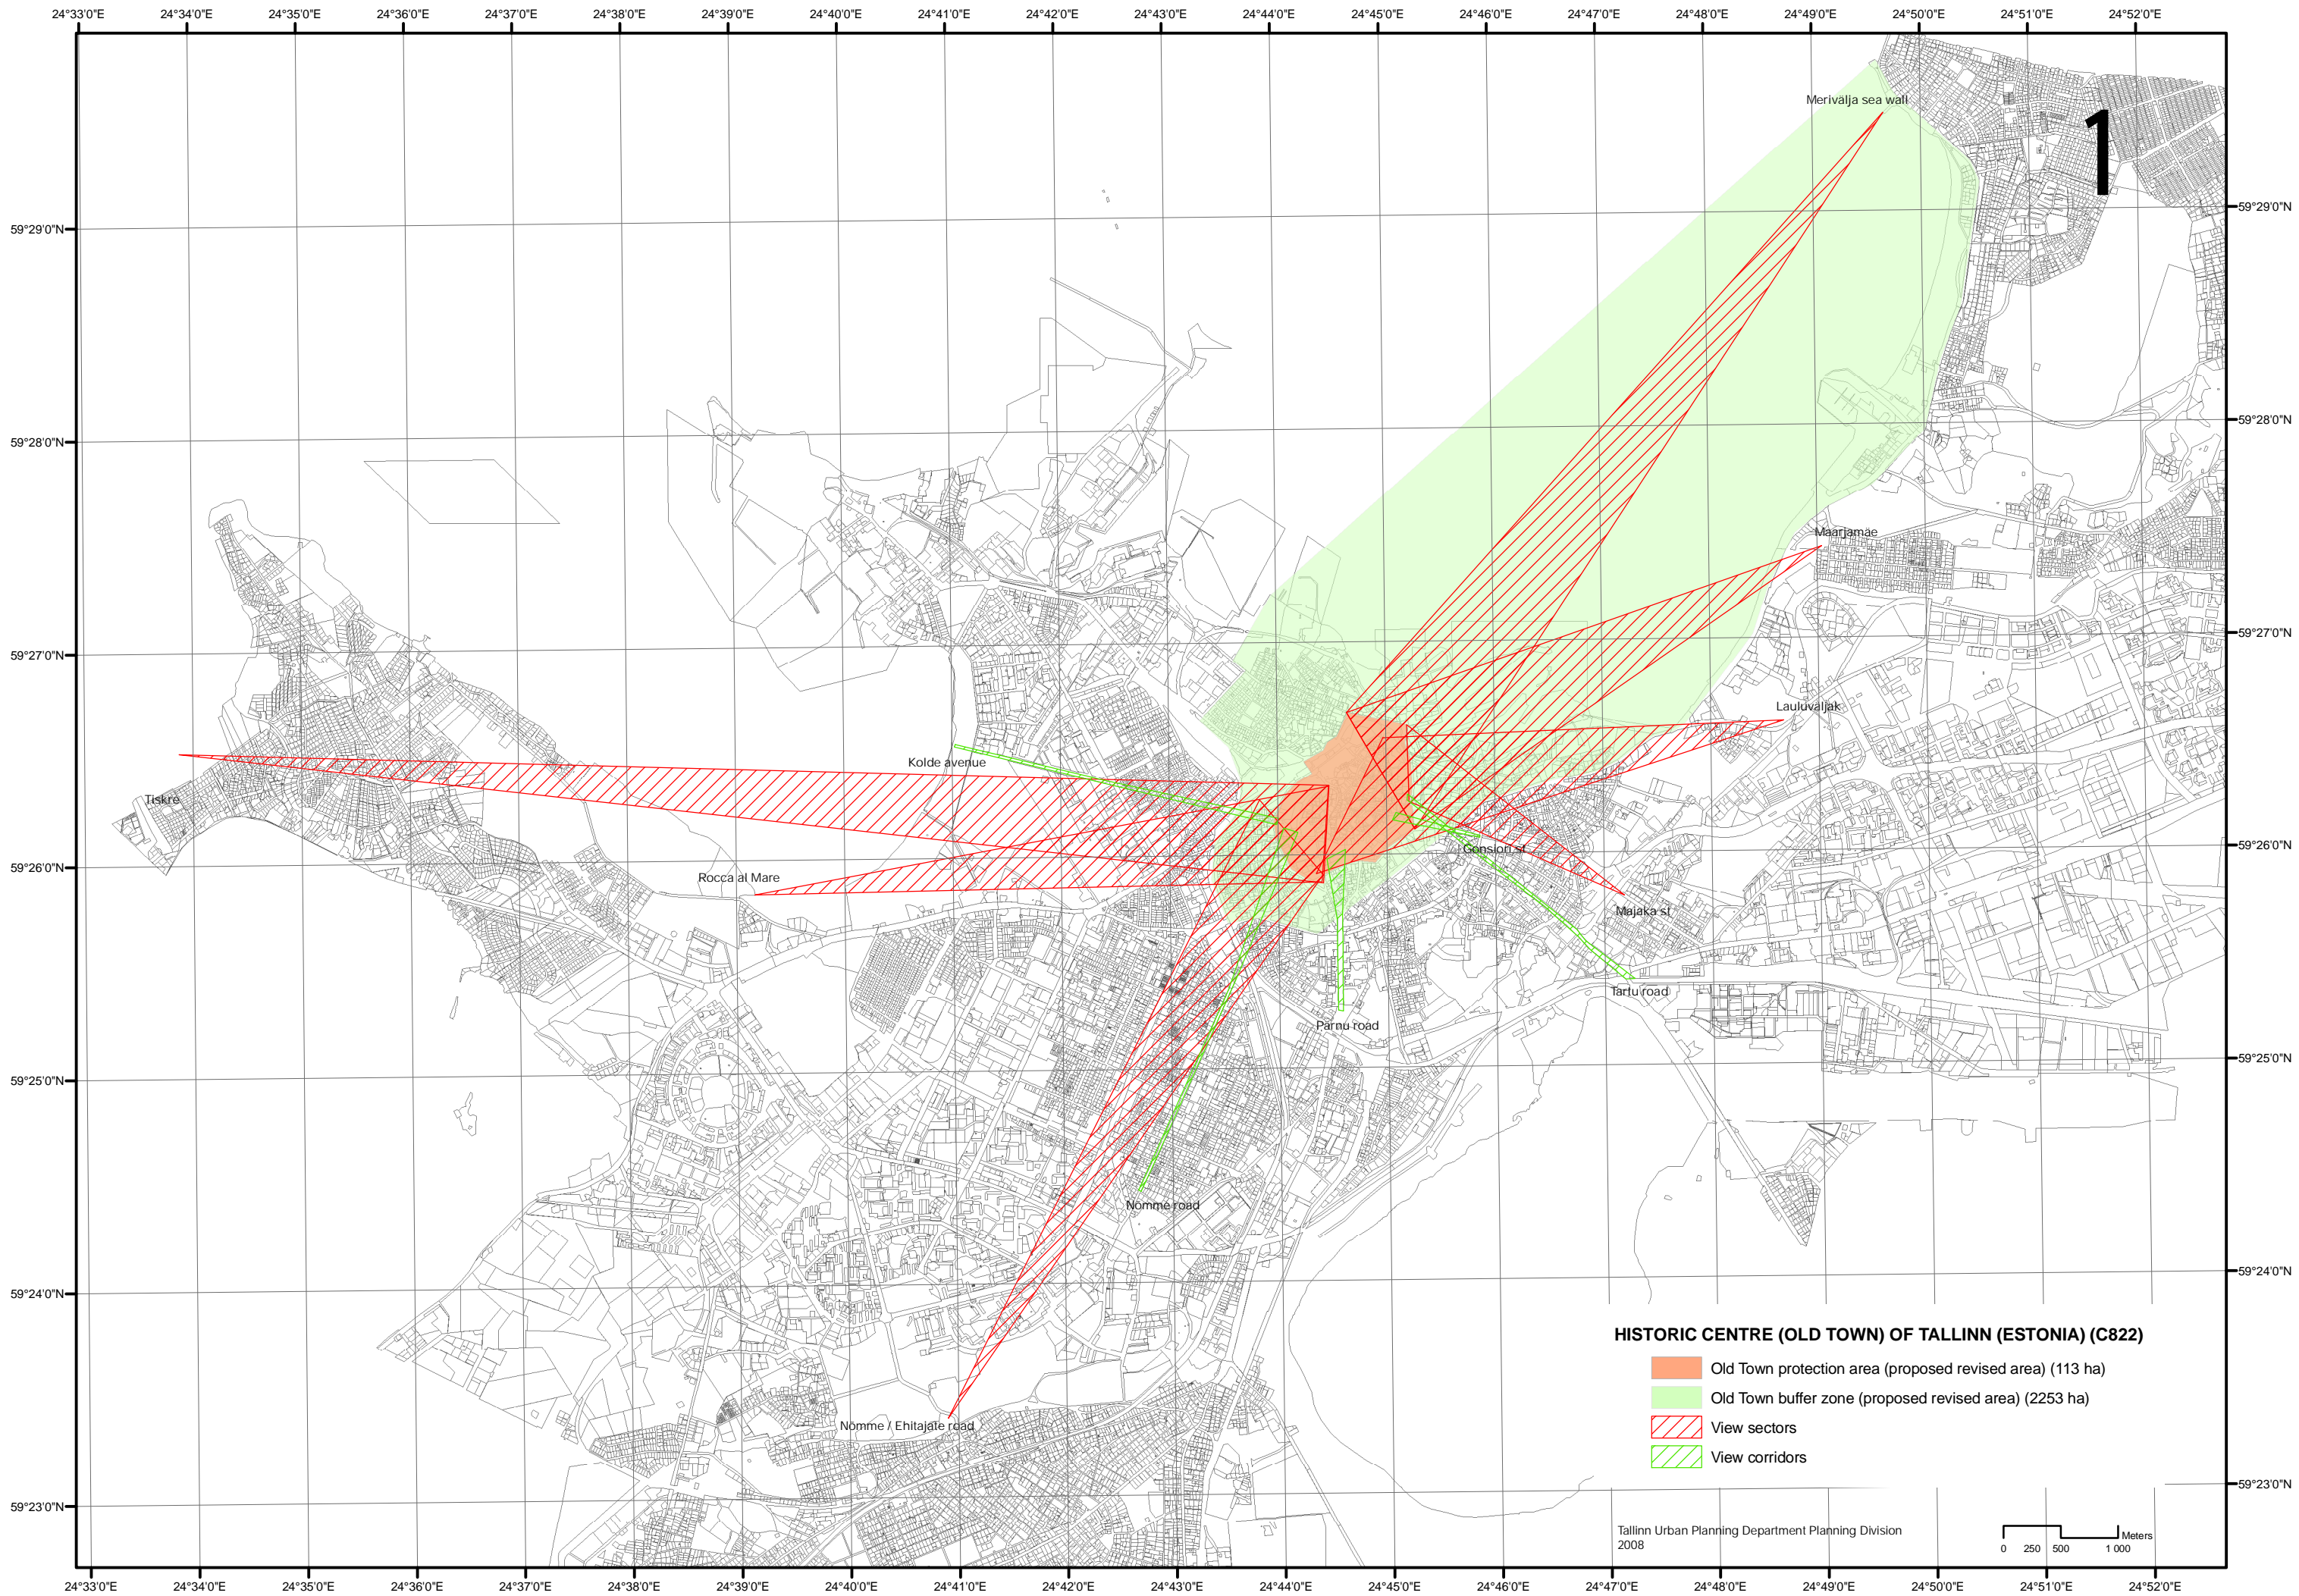 24°33'0"E 24°34'0"E 24°35'0"E 24°36'0"E 24°37'0"E 24°38'0"E 24°39'0"E 24°40'0"E 24°41'0"E 24°42'0"E 24°43'0"E 24°44'0"E 24°45'0"E 24°46'0"E 24°47'0"E 24°48'0"E 24°49'0"E 24°50'0"E 24°51'0"E 24°52'0"E
Merivälja sea wall
1
59°29'0"N 59°29'0"N
59°28'0"N 59°28'0"N
Maarjamäe
59°27'0"N 59°27'0"N
Lauluväljak
Kolde avenue
Tiskre
59°26'0"N 59°26'0"N
Gonsiori st
Rocca al Mare
Majaka st
Tartu road
Pärnu road
59°25'0"N 59°25'0"N
Nõmme road
59°24'0"N 59°24'0"N
HISTORIC CENTRE (OLD TOWN) OF TALLINN (ESTONIA) (C822)
Old Town protection area (proposed revised area) (113 ha)
Old Town buffer zone (proposed revised area) (2253 ha)
View sectors
View corridors
Nõmme / Ehitajate road
59°23'0"N 59°23'0"N
Tallinn Urban Planning Department Planning Division
2008
Meters
0 250 500 1 000
24°33'0"E 24°34'0"E 24°35'0"E 24°36'0"E 24°37'0"E 24°38'0"E 24°39'0"E 24°40'0"E 24°41'0"E 24°42'0"E 24°43'0"E 24°44'0"E 24°45'0"E 24°46'0"E 24°47'0"E 24°48'0"E 24°49'0"E 24°50'0"E 24°51'0"E 24°52'0"E